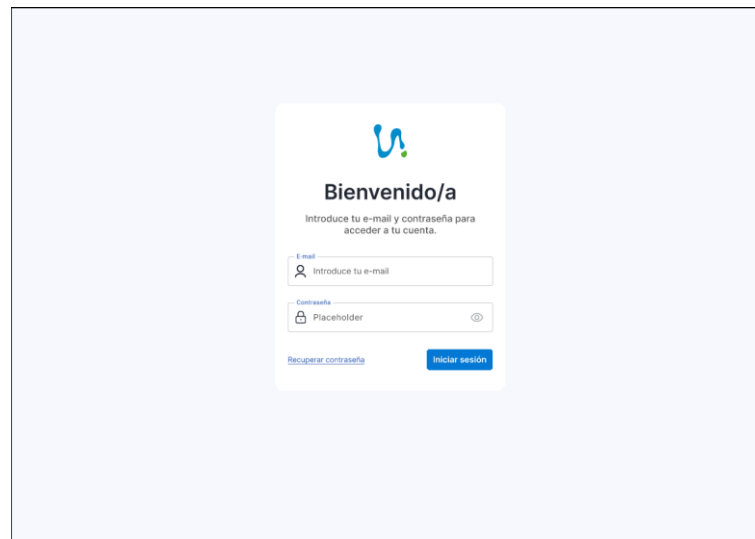 Bienvenido/a
Introduce tu e-mail y contraseña para
acceder a tu cuenta.
E-mail
Introduce tu e-mail
Contraseña
Placeholder
Recuperar contraseña
Iniciar sesión